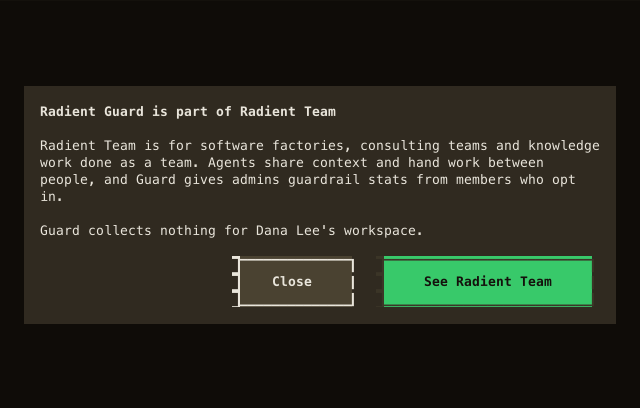 Radient Guard is part of Radient Team
Radient Team is for software factories, consulting teams and knowledge
work done as a team. Agents share context and hand work between
people, and Guard gives admins guardrail stats from members who opt
in.
Guard collects nothing for Dana Lee's workspace.
Close
See Radient Team